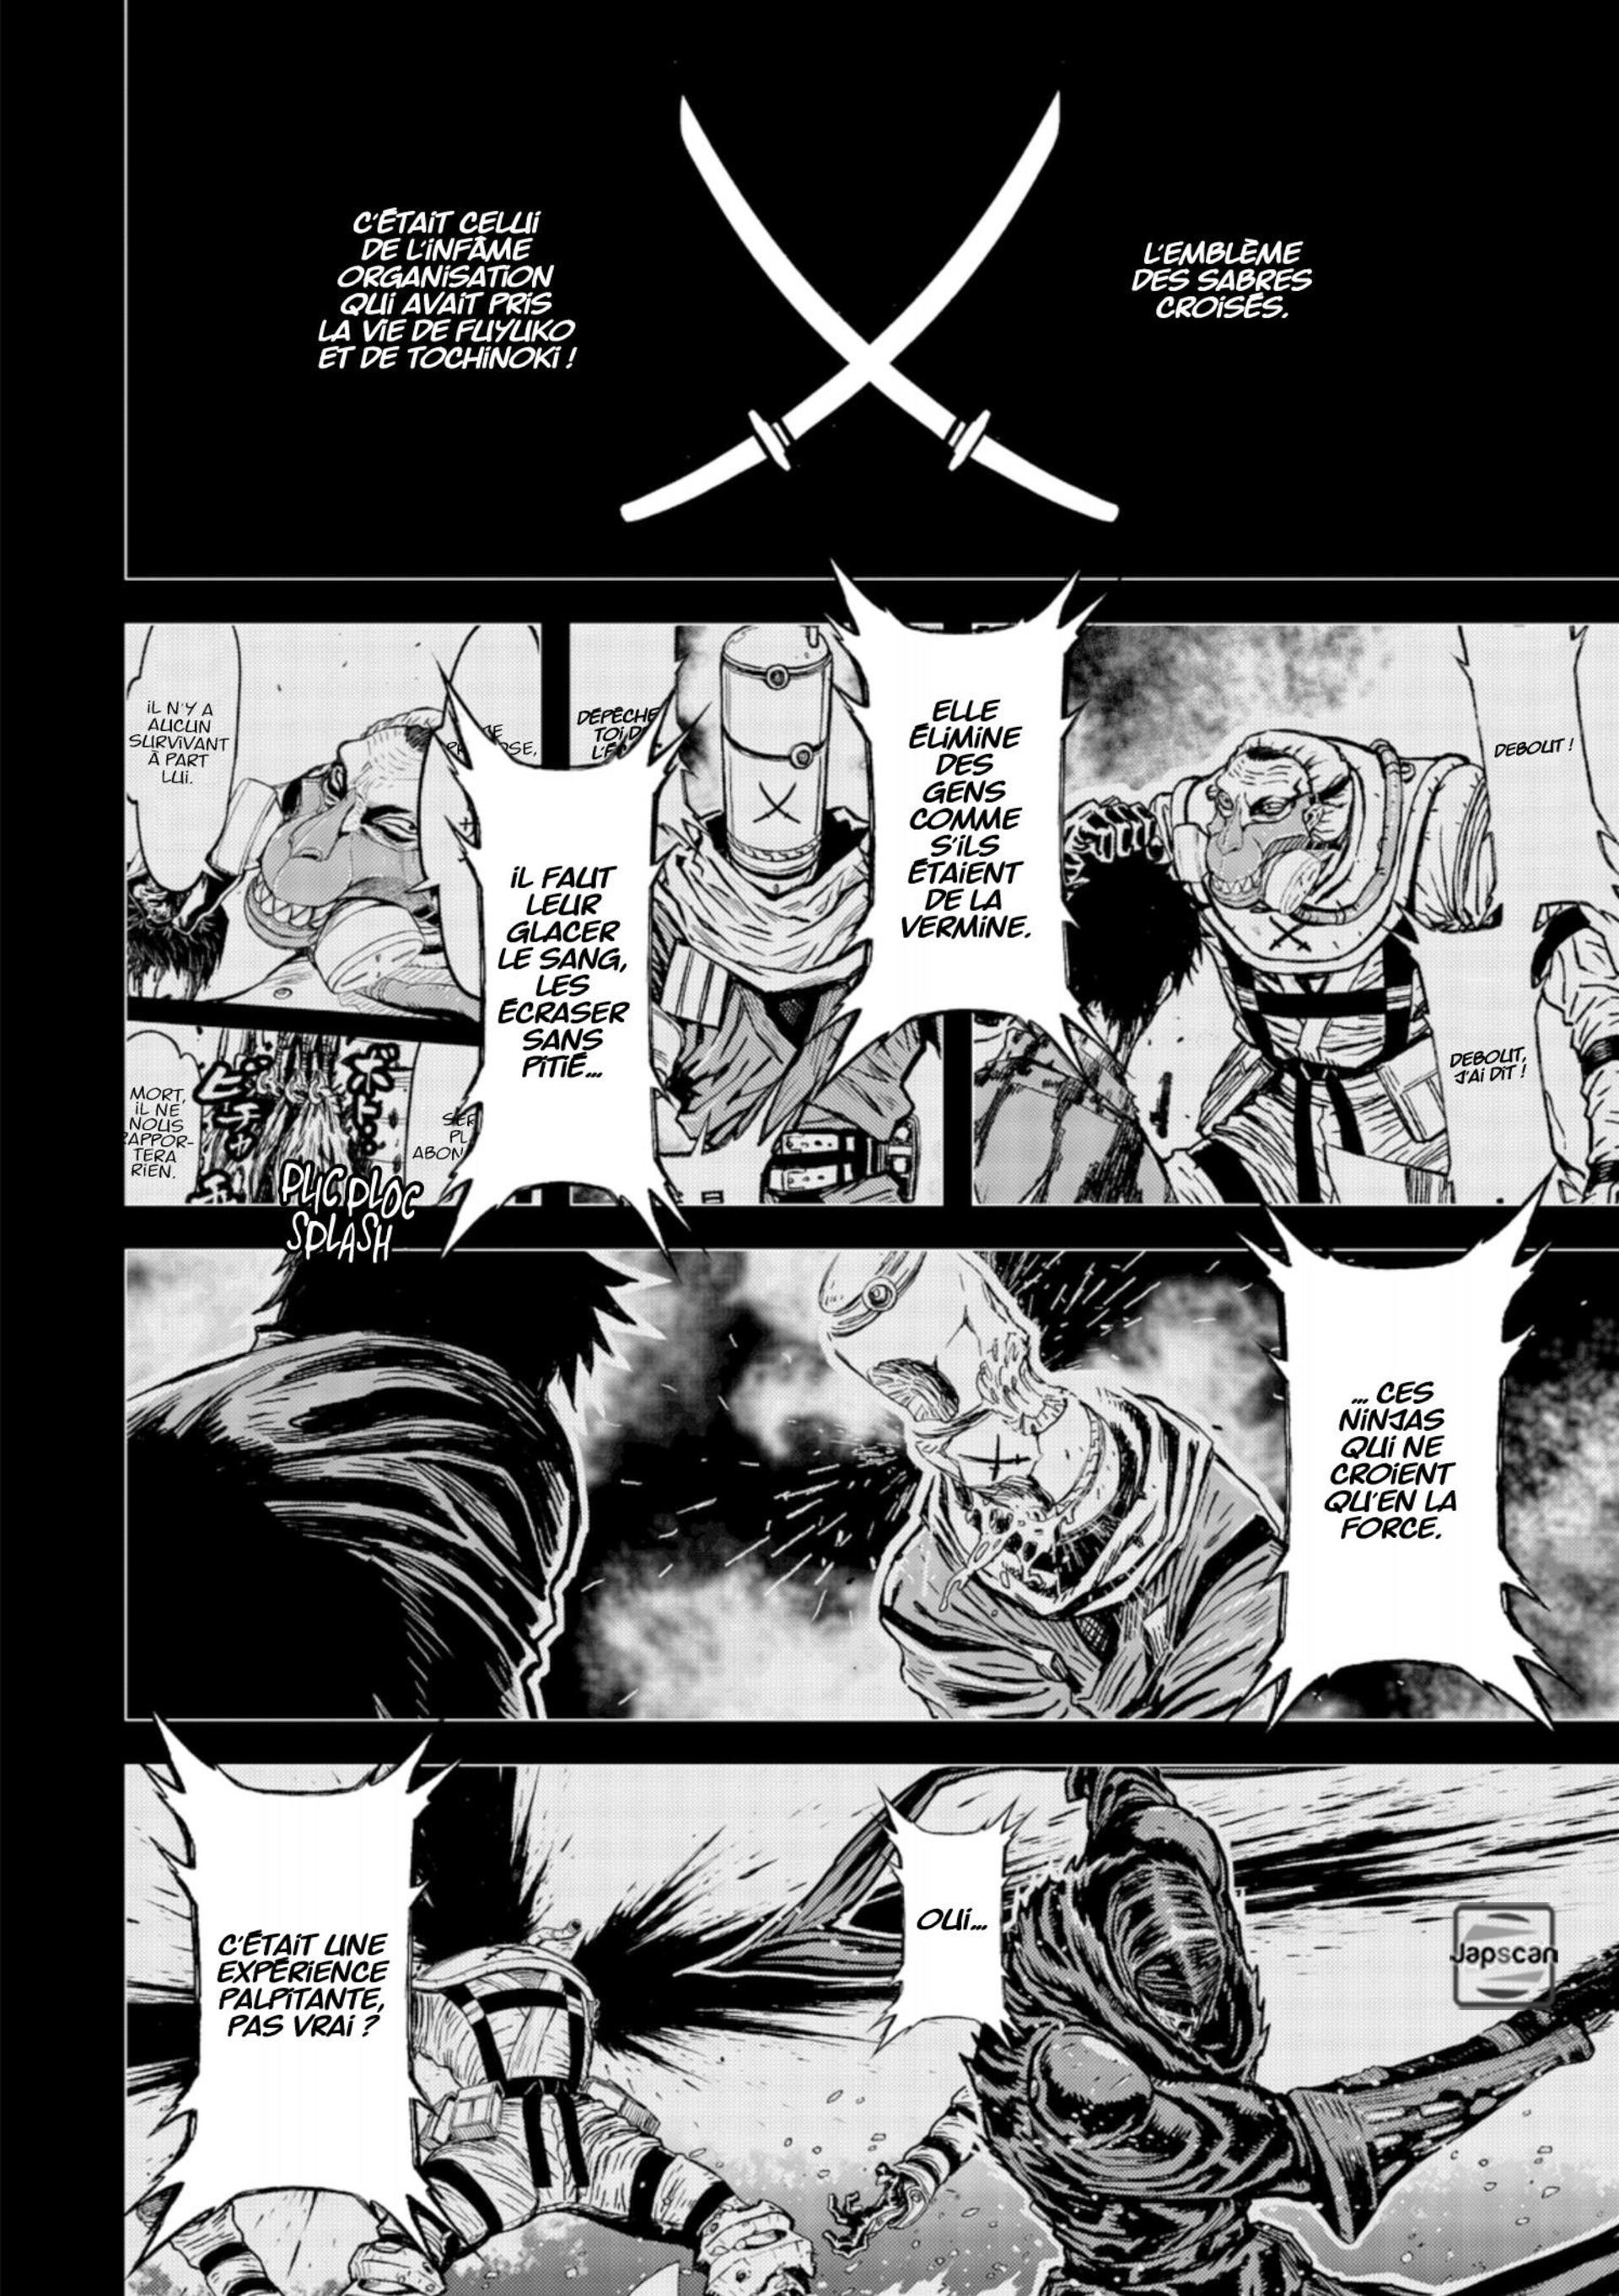 L'EMBLÈME
DES SABRES
CROISÉS.
C'ÉTAIT CELUI
DE L'INFÂME
ORGANISATION
QUI AVAIT PRIS
LA VIE DE FUYUKO
ET DE TOCHINOKI !
DEBOUT !
DEBOUT,
J'AI DIT !
ELLE
ÉLIMINE
DES
GENS
COMME
S'ILS
ÉTAIENT
DE LA
VERMINE.
DÉPÊCHE
TOI
IL FAUT
LEUR
GLACER
LE SANG,
LES
ÉCRASER
SANS
PITIÉ...
IL N'Y A
AUCUN
SURVIVANT
À PART
LUI.
MORT,
IL NE
NOUS
RAPPOR-
TERA
RIEN.
PLIC PLOC
SPLASH
... CES
NINJAS
QUI NE
CROIENT
QU'EN LA
FORCE.
OUI...
C'ÉTAIT UNE
EXPÉRIENCE
PALPITANTE,
PAS VRAI ?
Japscan